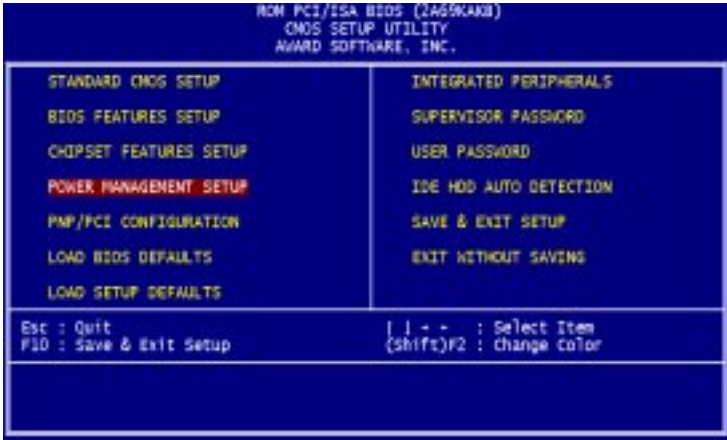 ROM PCI/ISA BIOS (2A69KAKB)
CMOS SETUP UTILITY
AWARD SOFTWARE, INC.
STANDARD CMOS SETUP
BIOS FEATURES SETUP
CHIPSET FEATURES SETUP
POWER MANAGEMENT SETUP
PNP/PCI CONFIGURATION
LOAD BIOS DEFAULTS
LOAD SETUP DEFAULTS
INTEGRATED PERIPHERALS
SUPERVISOR PASSWORD
USER PASSWORD
IDE HDD AUTO DETECTION
SAVE & EXIT SETUP
EXIT WITHOUT SAVING
Esc : Quit
F10 : Save & Exit Setup
: Select Item
(Shift)F2 : Change Color